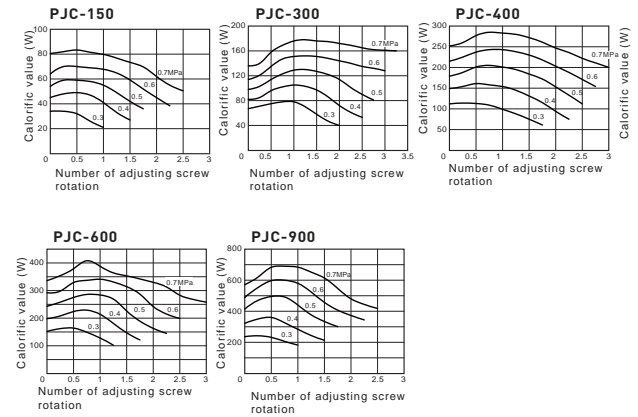 PJC-150
Calorific value (W)
100
80
60
40
20
0.7MPa
0.6
0.5
0.4
0.3
0 0.5 1 1.5 2 2.5 3
Number of adjusting screw
rotation
PJC-300
Calorific value (W)
200
160
120
80
40
0.7MPa
0.6
0.5
0.4
0.3
0 0.5 1 1.5 2 2.5 3 3.5
Number of adjusting screw
rotation
PJC-400
Calorific value (W)
300
250
200
150
100
50
0.7MPa
0.6
0.5
0.4
0.3
0 0.5 1 1.5 2 2.5 3
Number of adjusting screw
rotation
Calorific value (W)
PJC-600
Calorific value (W)
400
300
200
100
0.7MPa
0.6
0.5
0.4
0.3
0 0.5 1 1.5 2 2.5 3
Number of adjusting screw
rotation
PJC-900
Calorific value (W)
800
600
400
200
0.7MPa
0.6
0.5
0.4
0.3
0 0.5 1 1.5 2 2.5 3
Number of adjusting screw
rotation